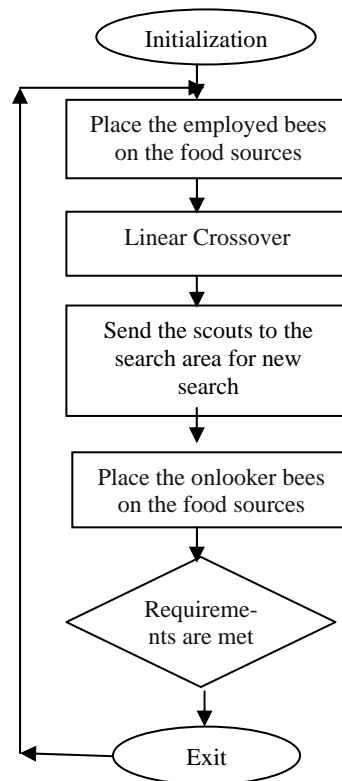 Initialization
Place the employed bees
on the food sources
Linear Crossover
Send the scouts to the
search area for new
search
Place the onlooker bees
on the food sources
Requireme-
nts are met
Exit